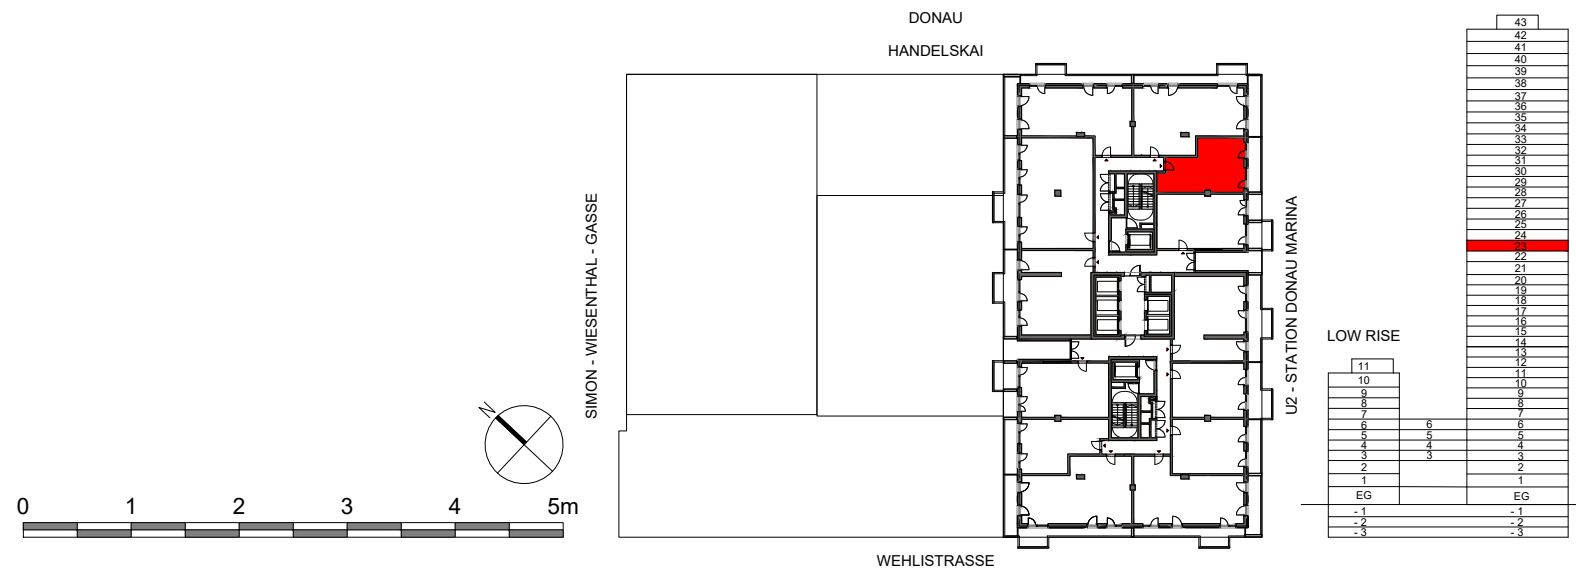 DONAU
HANDELSKAI
SIMON - WIESENTHAL - GASSE
U2 - STATION DONAU MARINA
WEHLISTRASSE
N
0 1 2 3 4 5m
LOW RISE
43
42
41
40
39
38
37
36
35
34
33
32
31
30
29
28
27
26
25
24
23
22
21
20
19
18
17
16
15
14
13
11 12
10 11
10
9 9
8 8
7 7
6 6 6
5 5 5
4 4 4
3 3 3
2 2
1 1
EG EG
- 1 - 1
- 2 - 2
- 3 - 3